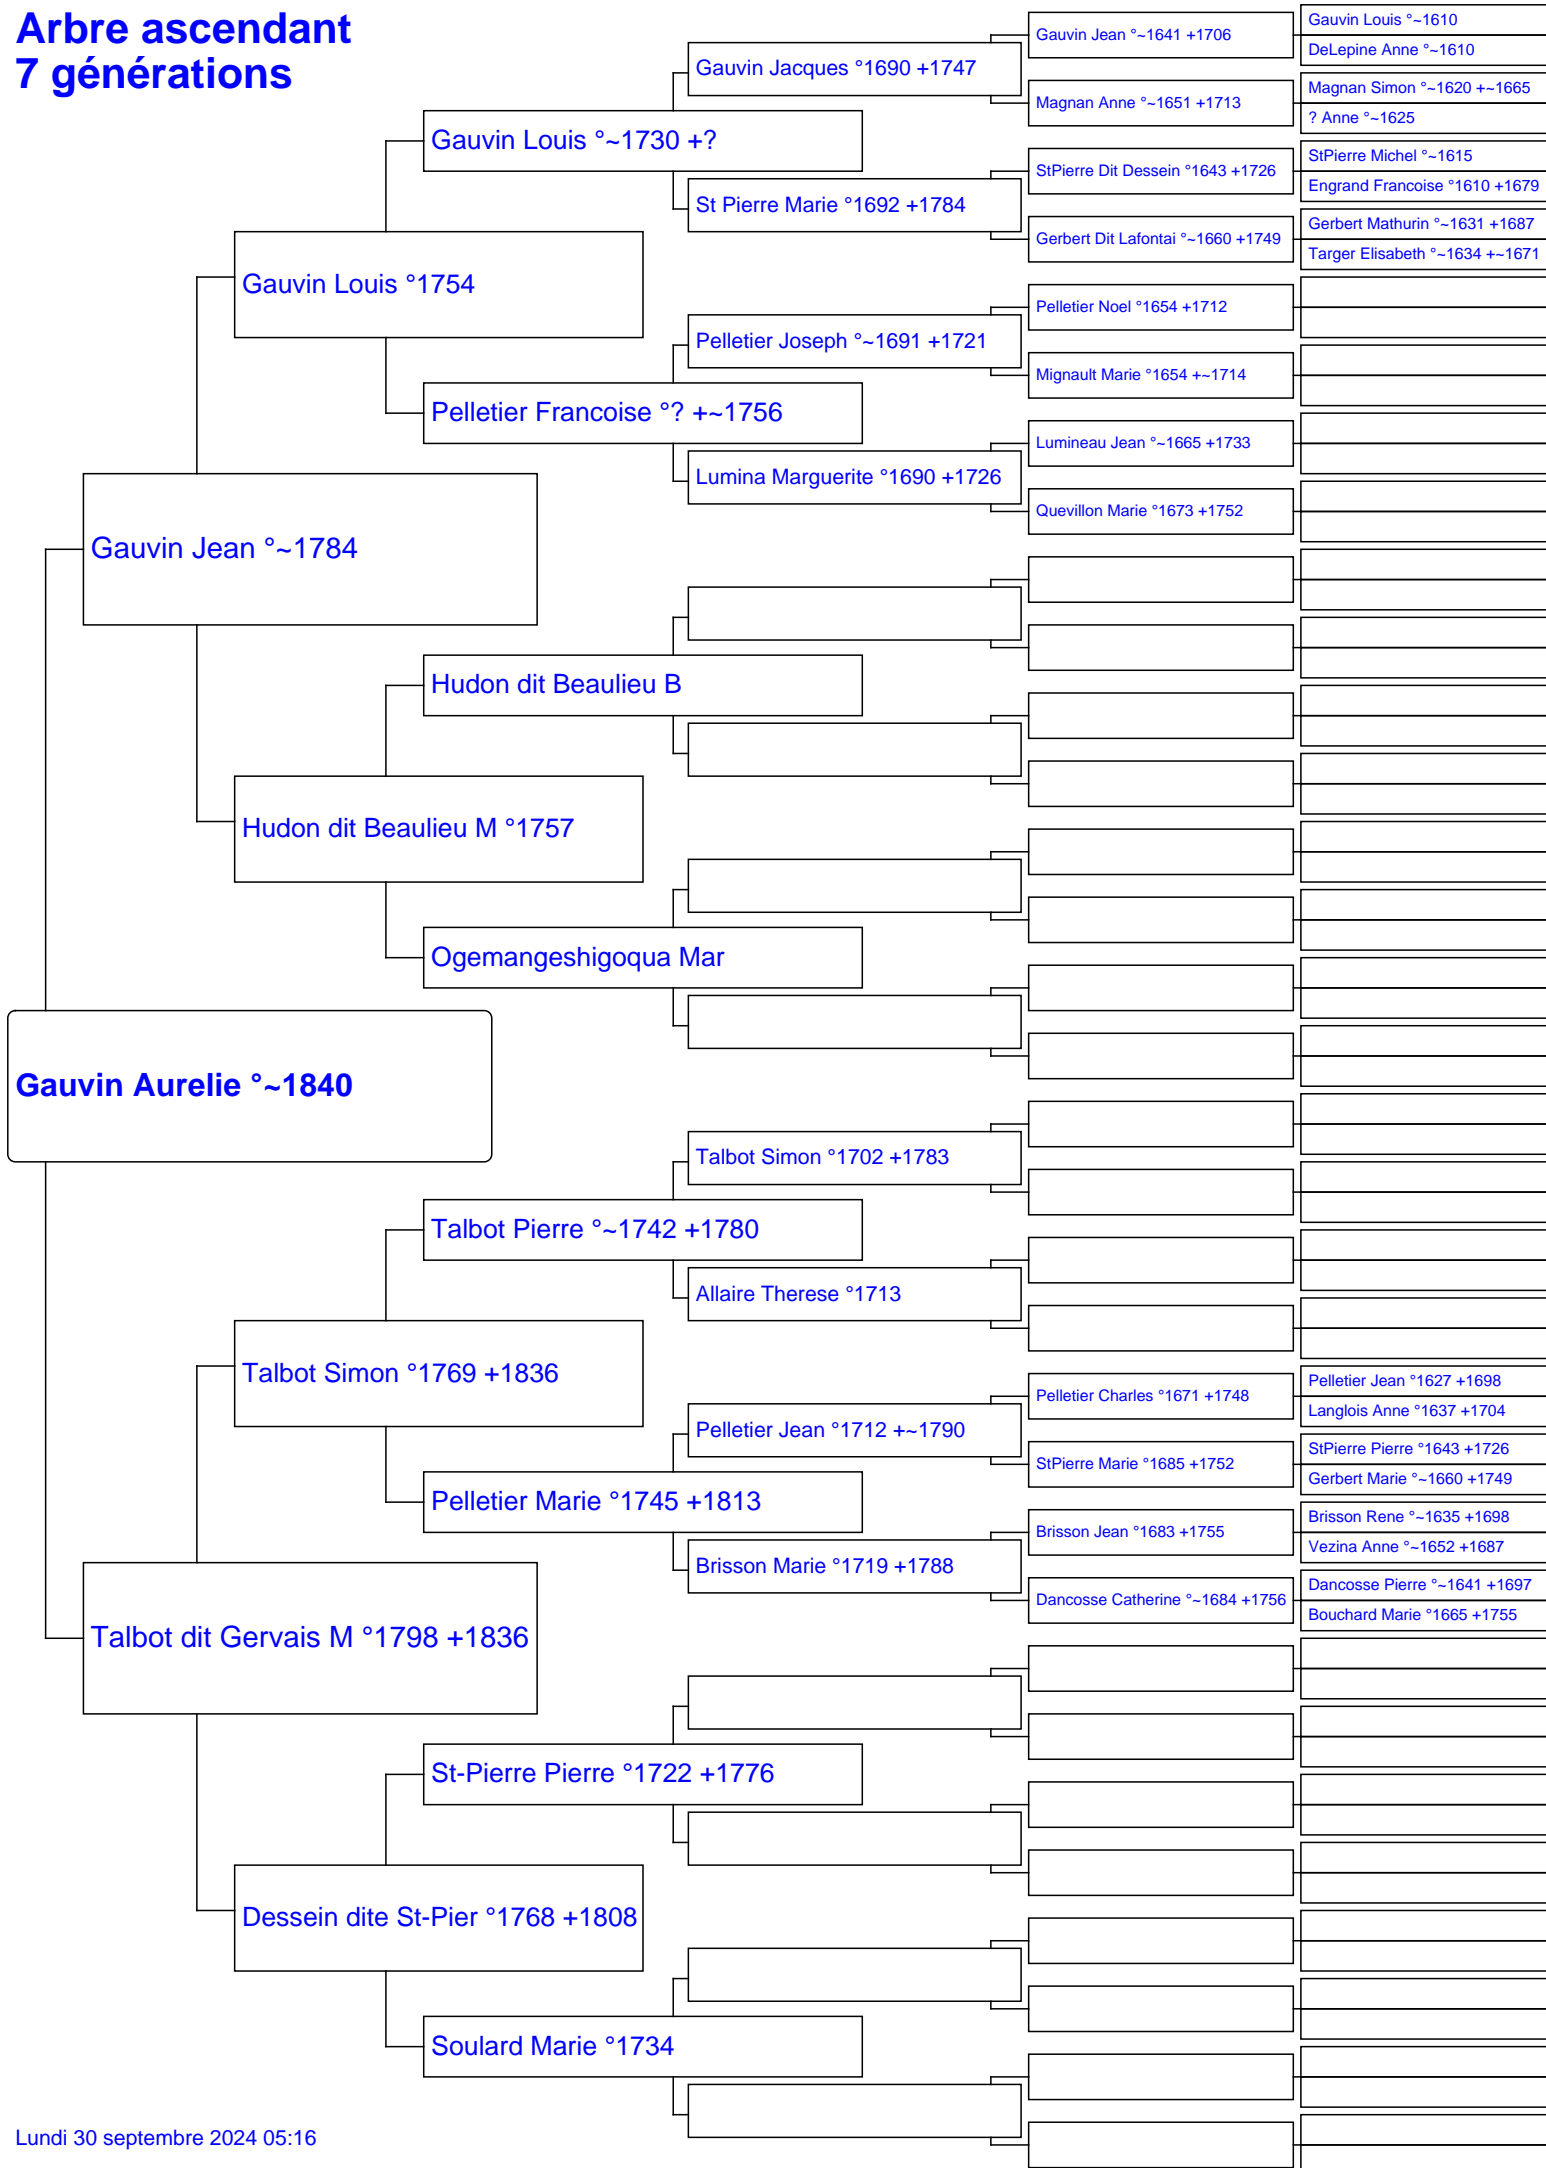 Arbre ascendant
7 générations
Gauvin Louis °~1610
Gauvin Jean °~1641 +1706
DeLepine Anne °~1610
Gauvin Jacques °1690 +1747
Magnan Simon °~1620 +~1665
Magnan Anne °~1651 +1713
? Anne °~1625
Gauvin Louis °~1730 +?
StPierre Michel °~1615
StPierre Dit Dessein °1643 +1726
Engrand Francoise °1610 +1679
St Pierre Marie °1692 +1784
Gerbert Mathurin °~1631 +1687
Gerbert Dit Lafontai °~1660 +1749
Targer Elisabeth °~1634 +~1671
Gauvin Louis °1754
Pelletier Noel °1654 +1712
Pelletier Joseph °~1691 +1721
Mignault Marie °1654 +~1714
Pelletier Francoise °? +~1756
Lumineau Jean °~1665 +1733
Lumina Marguerite °1690 +1726
Quevillon Marie °1673 +1752
Gauvin Jean °~1784
Hudon dit Beaulieu B
Hudon dit Beaulieu M °1757
Ogemangeshigoqua Mar
Gauvin Aurelie °~1840
Talbot Simon °1702 +1783
Talbot Pierre °~1742 +1780
Allaire Therese °1713
Talbot Simon °1769 +1836
Pelletier Jean °1627 +1698
Pelletier Charles °1671 +1748
Langlois Anne °1637 +1704
Pelletier Jean °1712 +~1790
StPierre Pierre °1643 +1726
StPierre Marie °1685 +1752
Gerbert Marie °~1660 +1749
Pelletier Marie °1745 +1813
Brisson Rene °~1635 +1698
Brisson Jean °1683 +1755
Vezina Anne °~1652 +1687
Brisson Marie °1719 +1788
Dancosse Pierre °~1641 +1697
Dancosse Catherine °~1684 +1756
Bouchard Marie °1665 +1755
Talbot dit Gervais M °1798 +1836
St-Pierre Pierre °1722 +1776
Dessein dite St-Pier °1768 +1808
Soulard Marie °1734
Lundi 30 septembre 2024 05:16